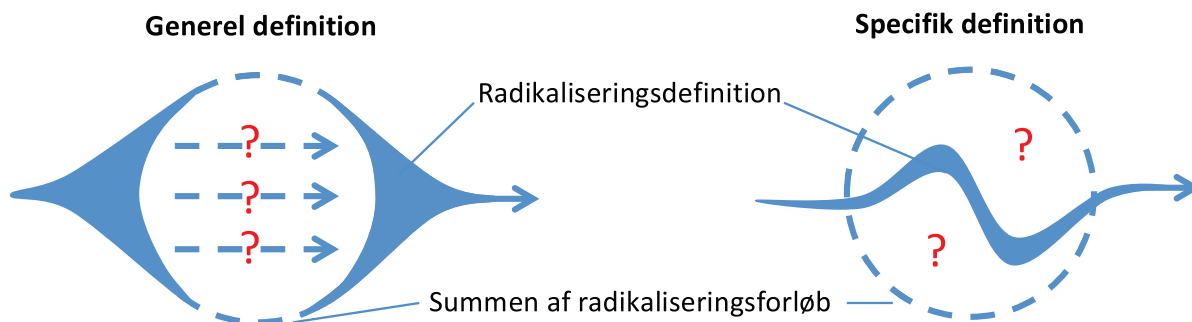 Generel definition
Specifik definition
Radikaliseringsdefinition
?
?
?
?
?
Summen af radikaliseringsforløb